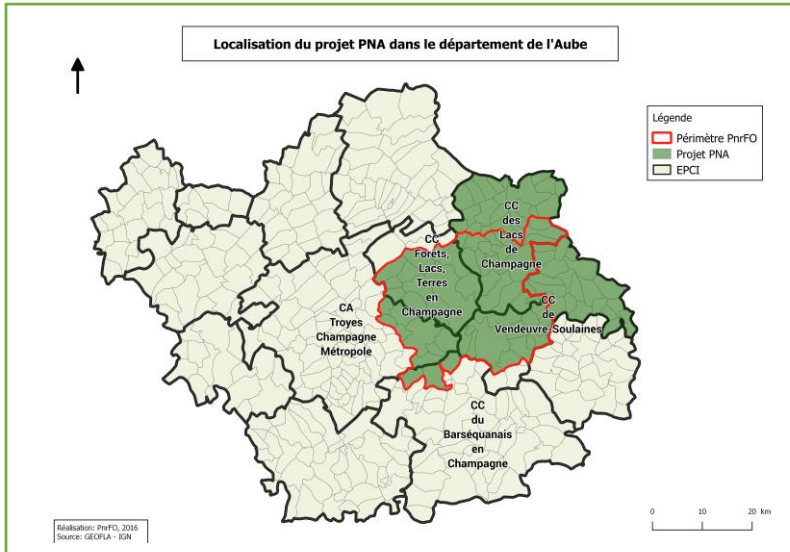 Localisation du projet PNA dans le département de l'Aube
Légende
Périmètre PnrFO
Projet PNA
EPCI
CC
des
Lacs
de
Champagne
CC
Forêts,
Lacs,
Terres
en
Champagne
CC
de
Vendeuvre-Soulaines
CA
Troyes
Champagne
Métropole
CC
du
Barséquanais
en
Champagne
Réalisation: PnrFO, 2016
Source: GEOFLA - IGN
0 10 20 km